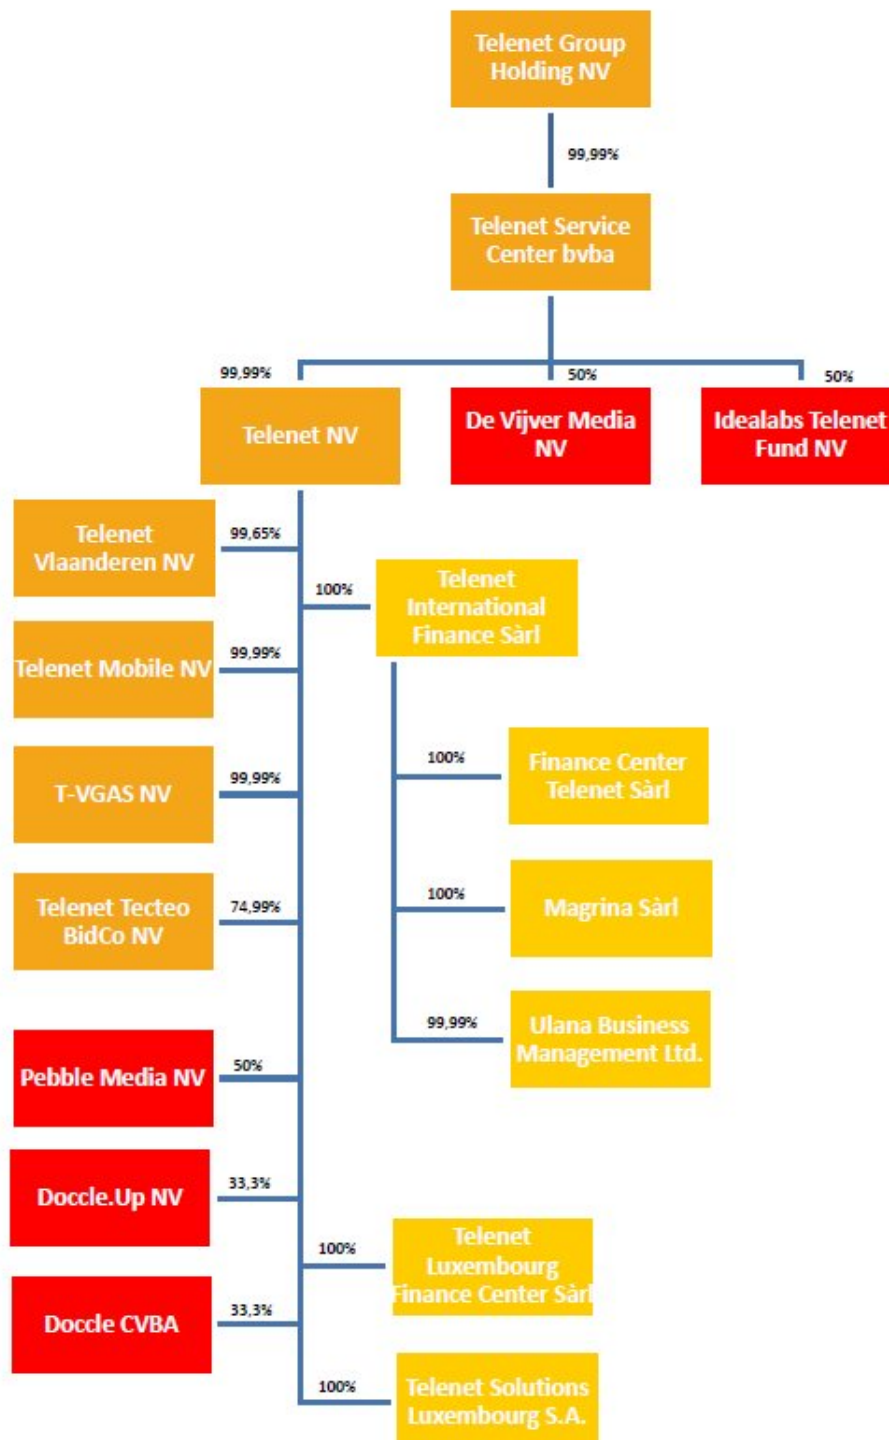 Telenet Group
Holding NV
99,99%
Telenet Service
Center bvba
99,99%
50%
50%
Telenet NV
De Vijver Media
NV
Idealabs Telenet
Fund NV
Telenet
Vlaanderen NV
99,65%
100%
Telenet
International
Finance Sàrl
Telenet Mobile NV
99,99%
100%
Finance Center
Telenet Sàrl
T-VGAS NV
99,99%
100%
Magrina Sàrl
Telenet Tecteo
BidCo NV
74,99%
99,99%
Ulana Business
Management Ltd.
Pebble Media NV
50%
Doccle.Up NV
33,3%
100%
Telenet
Luxembourg
Finance Center Sàrl
Doccle CVBA
33,3%
100%
Telenet Solutions
Luxembourg S.A.